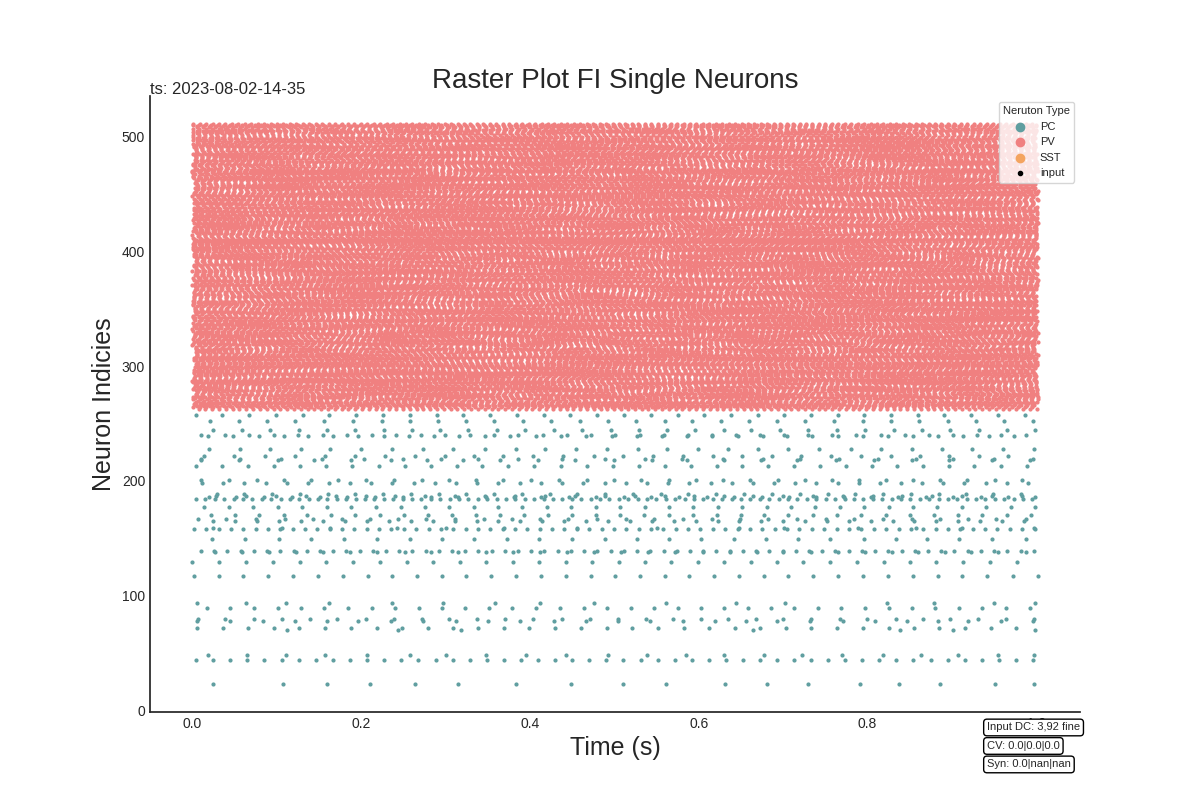 Raster Plot FI Single Neurons
ts: 2023-08-02-14-35
Neruton Type
PC
PV
SST
input
Neuron Indicies
500
400
300
200
100
0
0.0 0.2 0.4 0.6 0.8
Time (s)
Input DC: 3,92 fine
CV: 0.0|0.0|0.0
Syn: 0.0|nan|nan